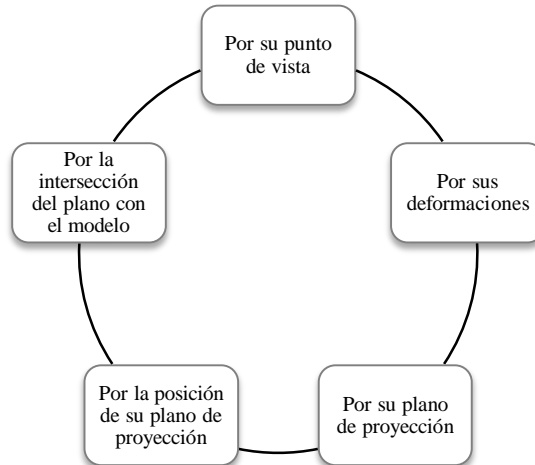 Por su punto
de vista
Por sus
deformaciones
Por su plano
de proyección
Por la posición
de su plano de
proyección
Por la
intersección
del plano con
el modelo